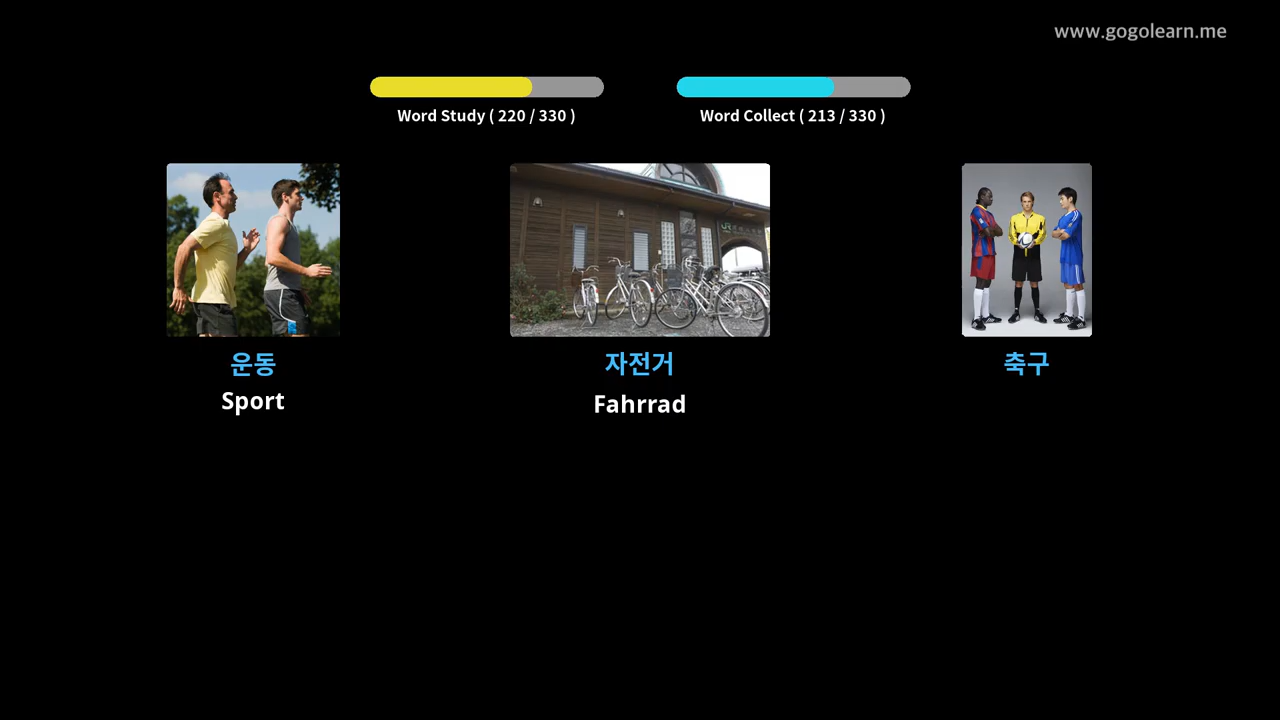 www.gogolearn.me
Word Study ( 220 / 330 )
Word Collect ( 213 / 330 )
운동
자전거
축구
Sport
Fahrrad